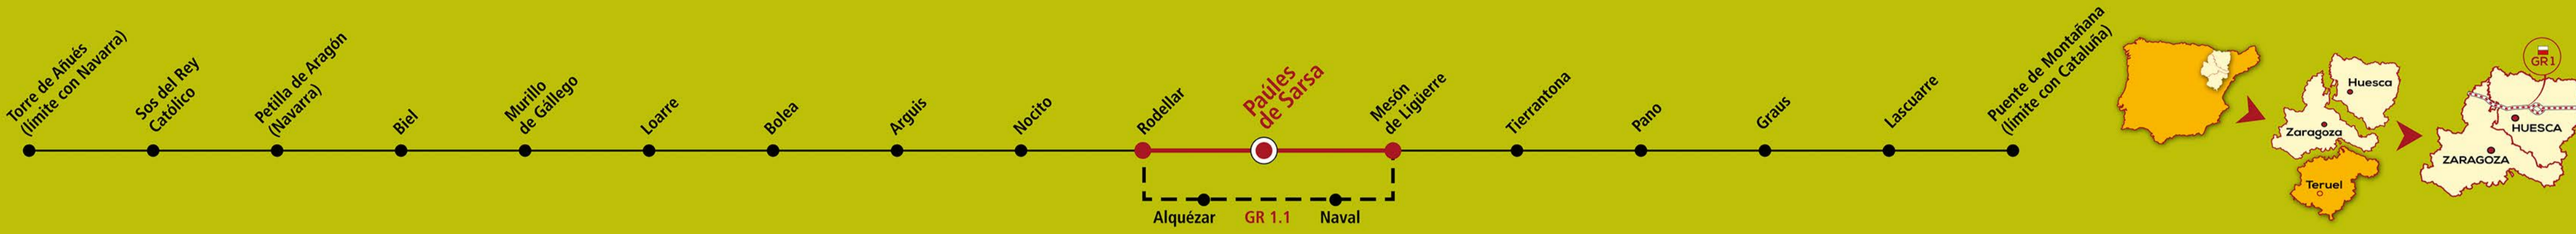 Torre de Añués
(límite con Navarra)
Sos del Rey
Católico
Petilla de Aragón
(Navarra)
Biel
Murillo
de Gállego
Loarre
Bolea
Arguis
Nocito
Rodellar
Paúles
de Sarsa
Mesón
de Ligüerre
Tierrantona
Pano
Graus
Lascuarre
Puente de Montañana
(límite con Cataluña)
Alquézar
GR 1.1
Naval
Huesca
Zaragoza
Teruel
GR1
HUESCA
ZARAGOZA